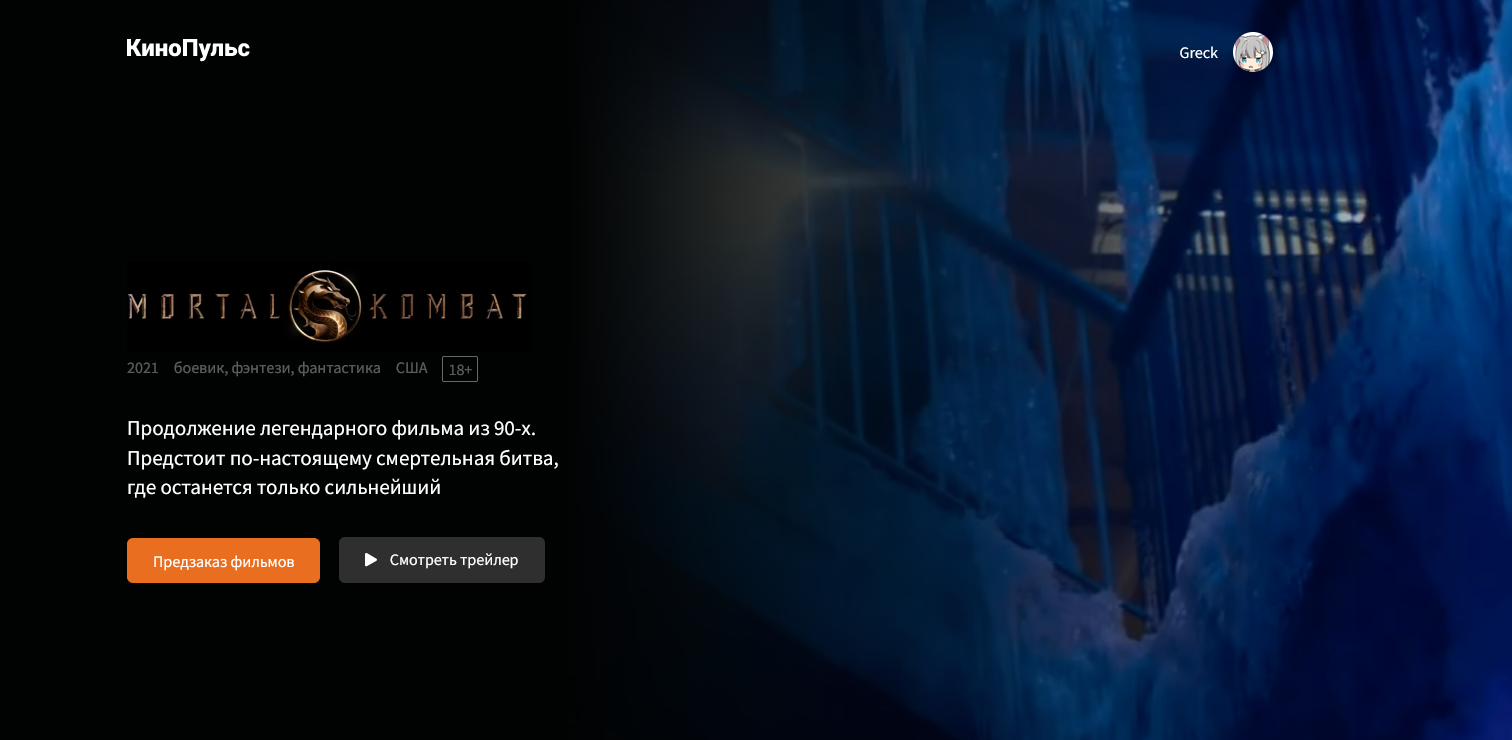 КиноПульс
Greck
MORTAL KOMBAT
2021 боевик, фэнтези, фантастика США 18+
Продолжение легендарного фильма из 90-х.
Предстоит по-настоящему смертельная битва,
где останется только сильнейший
Предзаказ фильмов
Смотреть трейлер